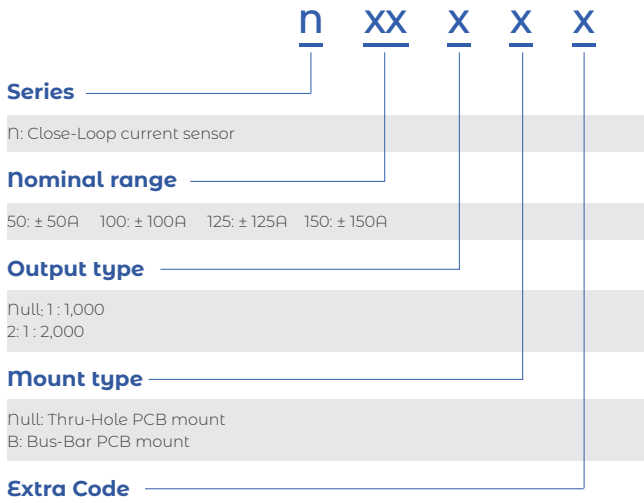 n xx x x x
Series
N: Close-Loop current sensor
Nominal range
50: ± 50A 100: ± 100A 125: ± 125A 150: ± 150A
Output type
Null: 1 : 1,000
2: 1 : 2,000
Mount type
Null: Thru-Hole PCB mount
B: Bus-Bar PCB mount
Extra Code